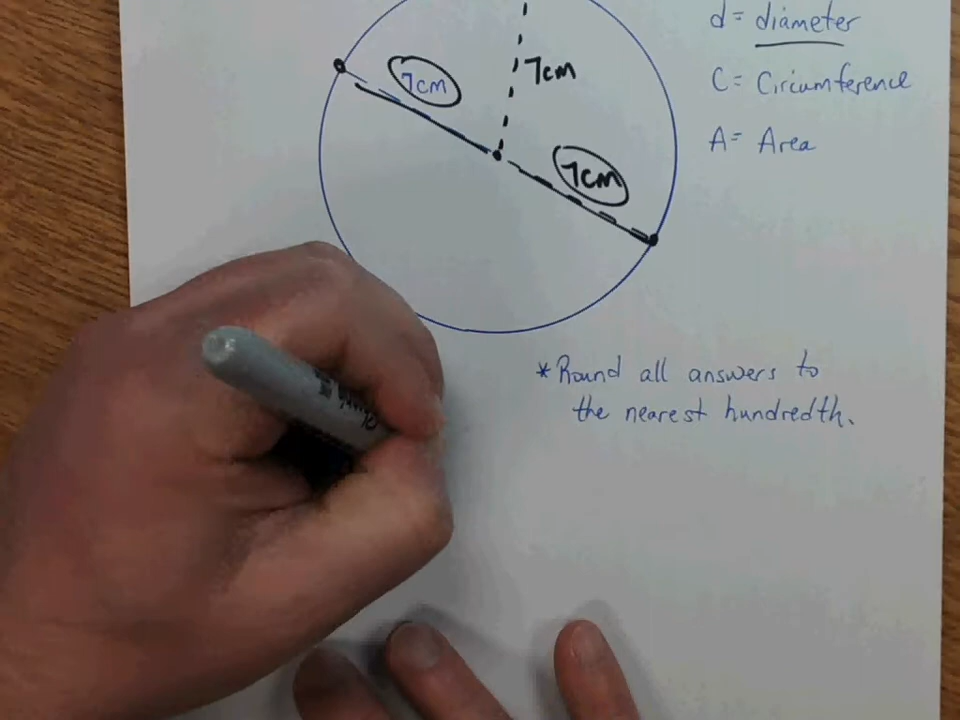 d = diameter
7cm
7cm
C = Circumference
A = Area
7cm
*Round all answers to
the nearest hundredth.